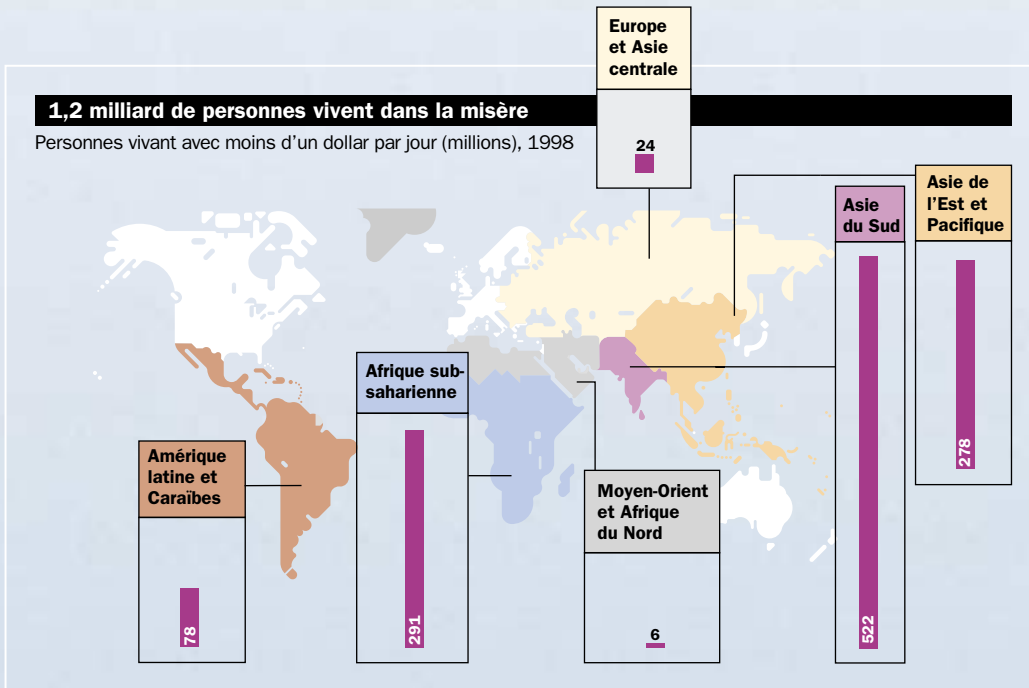 1,2 milliard de personnes vivent dans la misère
Personnes vivant avec moins d'un dollar par jour (millions), 1998
Europe
et Asie
centrale
24
Asie de
l'Est et
Pacifique
278
Asie
du Sud
522
Afrique sub-
saharienne
291
Amérique
latine et
Caraïbes
78
Moyen-Orient
et Afrique
du Nord
6